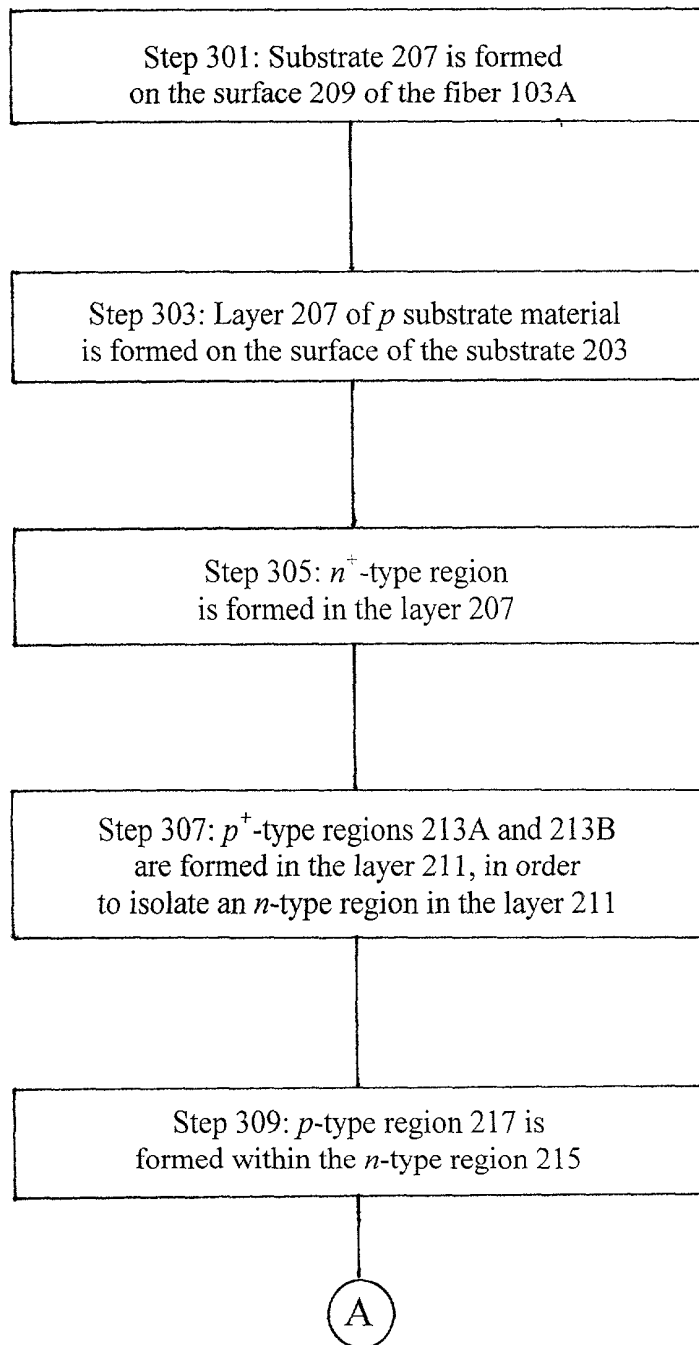 Step 301: Substrate 207 is formed
on the surface 209 of the fiber 103A
Step 303: Layer 207 of p substrate material
is formed on the surface of the substrate 203
Step 305: n⁺-type region
is formed in the layer 207
Step 307: p⁺-type regions 213A and 213B
are formed in the layer 211, in order
to isolate an n-type region in the layer 211
Step 309: p-type region 217 is
formed within the n-type region 215
A